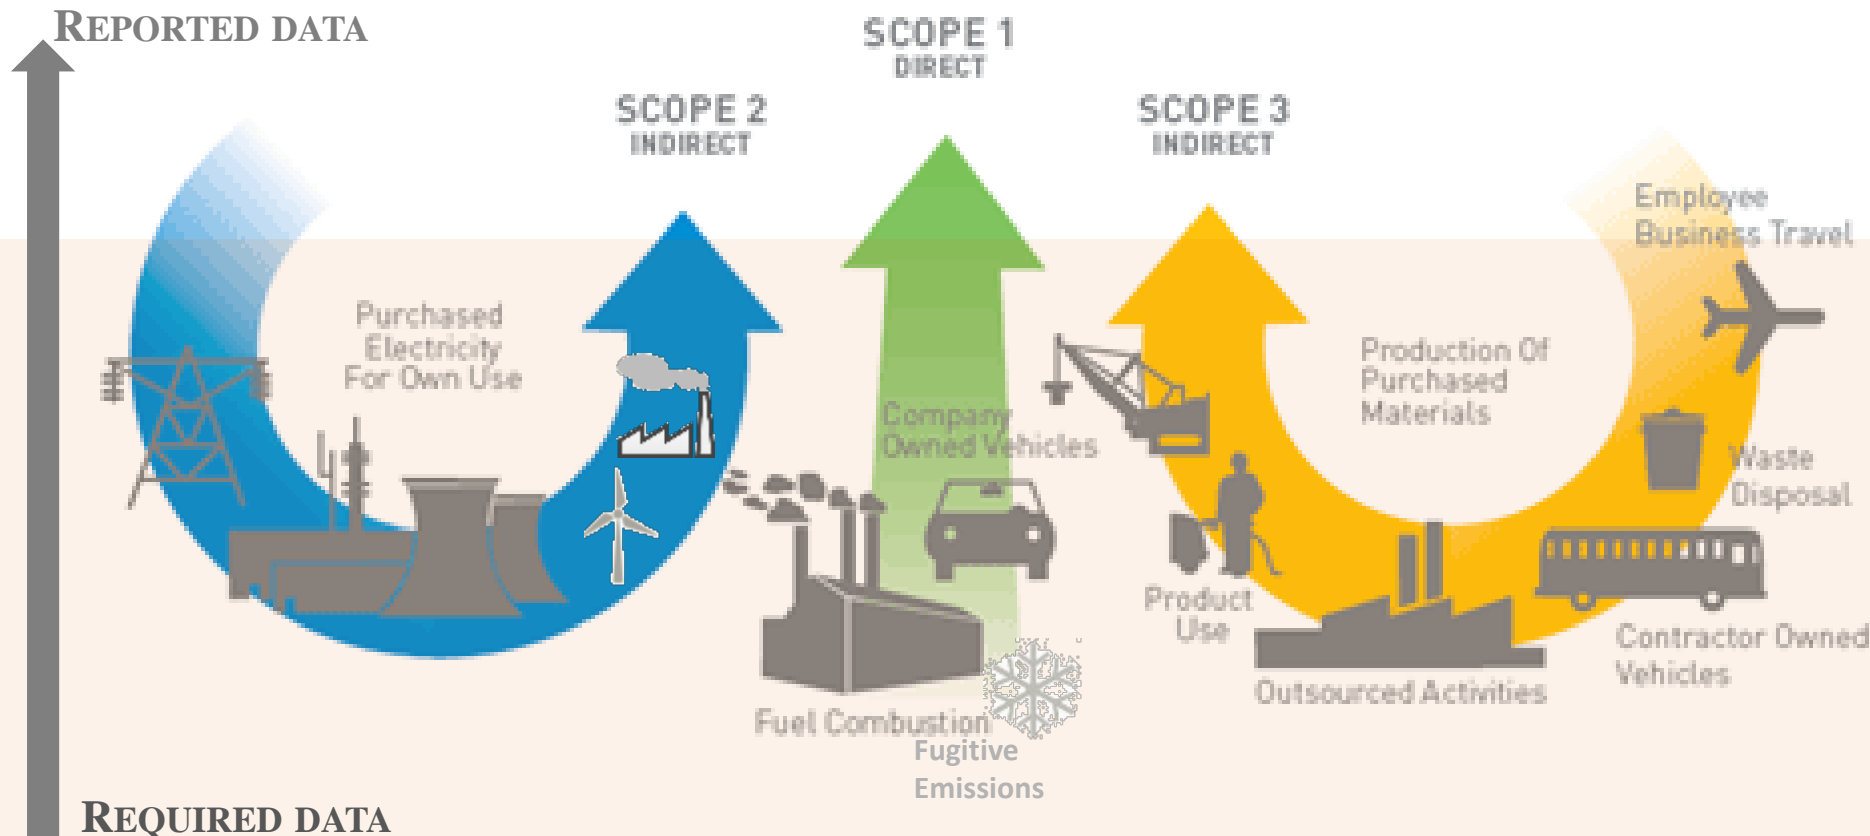 REPORTED DATA
SCOPE 1
DIRECT
SCOPE 2
INDIRECT
SCOPE 3
INDIRECT
Employee
Business Travel
Purchased
Electricity
For Own Use
Production Of
Purchased
Materials
Company
Owned Vehicles
Waste
Disposal
Product
Use
Contractor Owned
Vehicles
Outsourced Activities
Fuel Combustion
Fugitive
Emissions
REQUIRED DATA